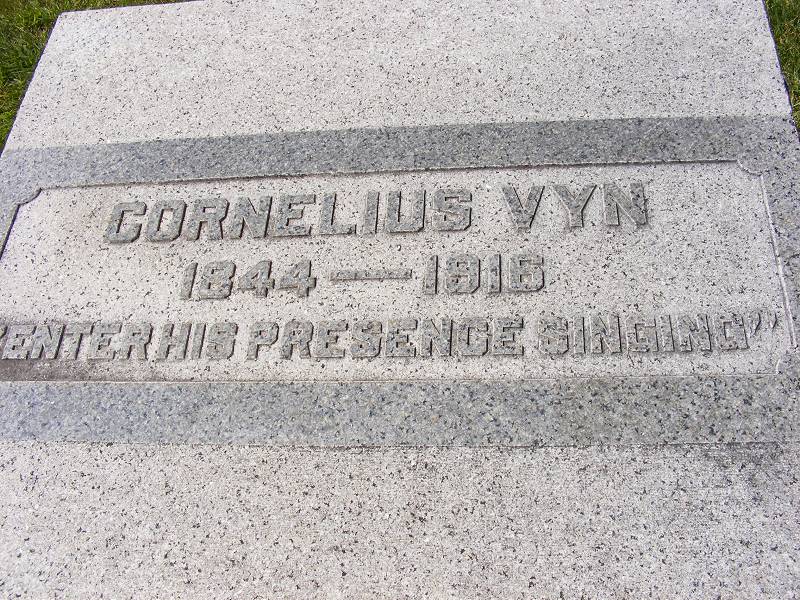 CORNELIUS VYN
1844 — 1916
"ENTER HIS PRESENCE SINGING"